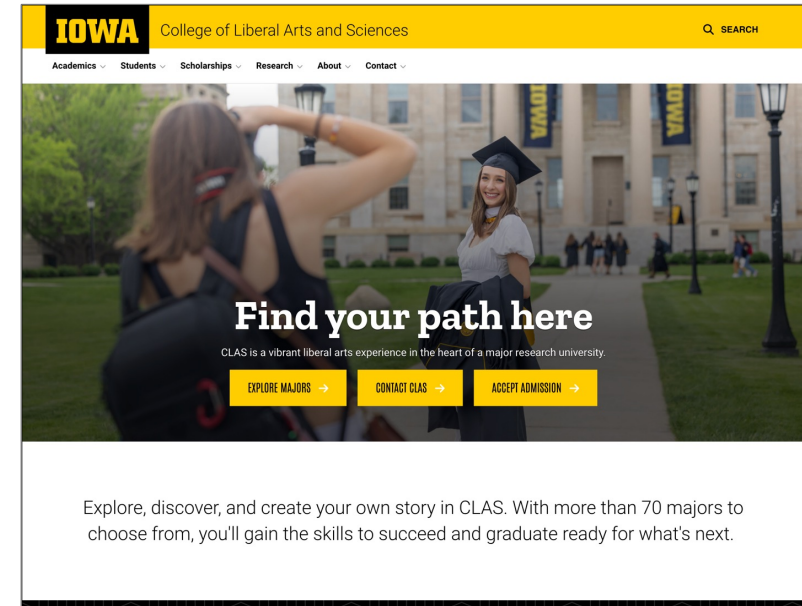 IOWA College of Liberal Arts and Sciences SEARCH
Academics Students Scholarships Research About Contact
IOWA IOWA
Find your path here
CLAS is a vibrant liberal arts experience in the heart of a major research university.
EXPLORE MAJORS → CONTACT CLAS → ACCEPT ADMISSION →
Explore, discover, and create your own story in CLAS. With more than 70 majors to
choose from, you'll gain the skills to succeed and graduate ready for what's next.